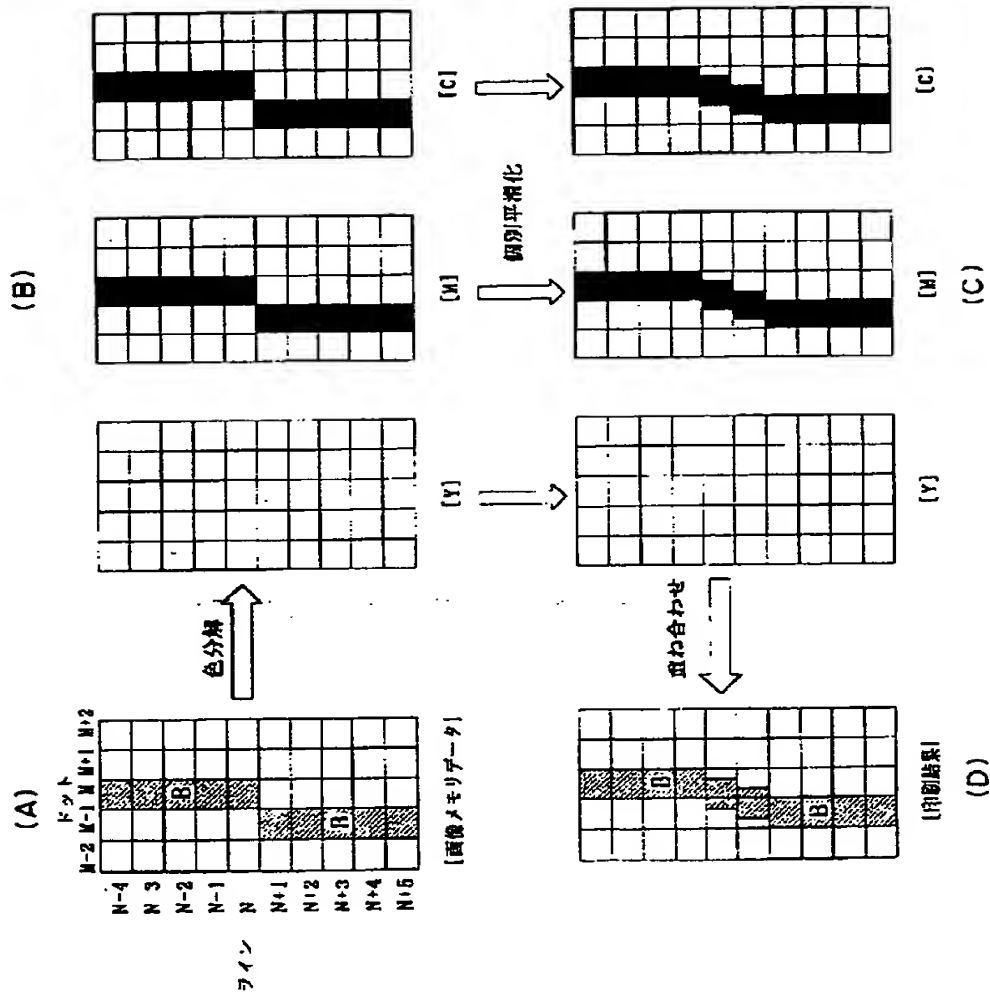 (A)
ドット
M-2 M-1 M M+1 M+2
ライン
N-4
N-3
N-2
N-1
N
N+1
N+2
N+3
N+4
N+5
B
B
[画像メモリデータ]
色分解
(B)
[Y]
[M]
[C]
個別平滑化
(C)
[Y]
[M]
[C]
重ね合わせ
(D)
B
B
[印刷結果]